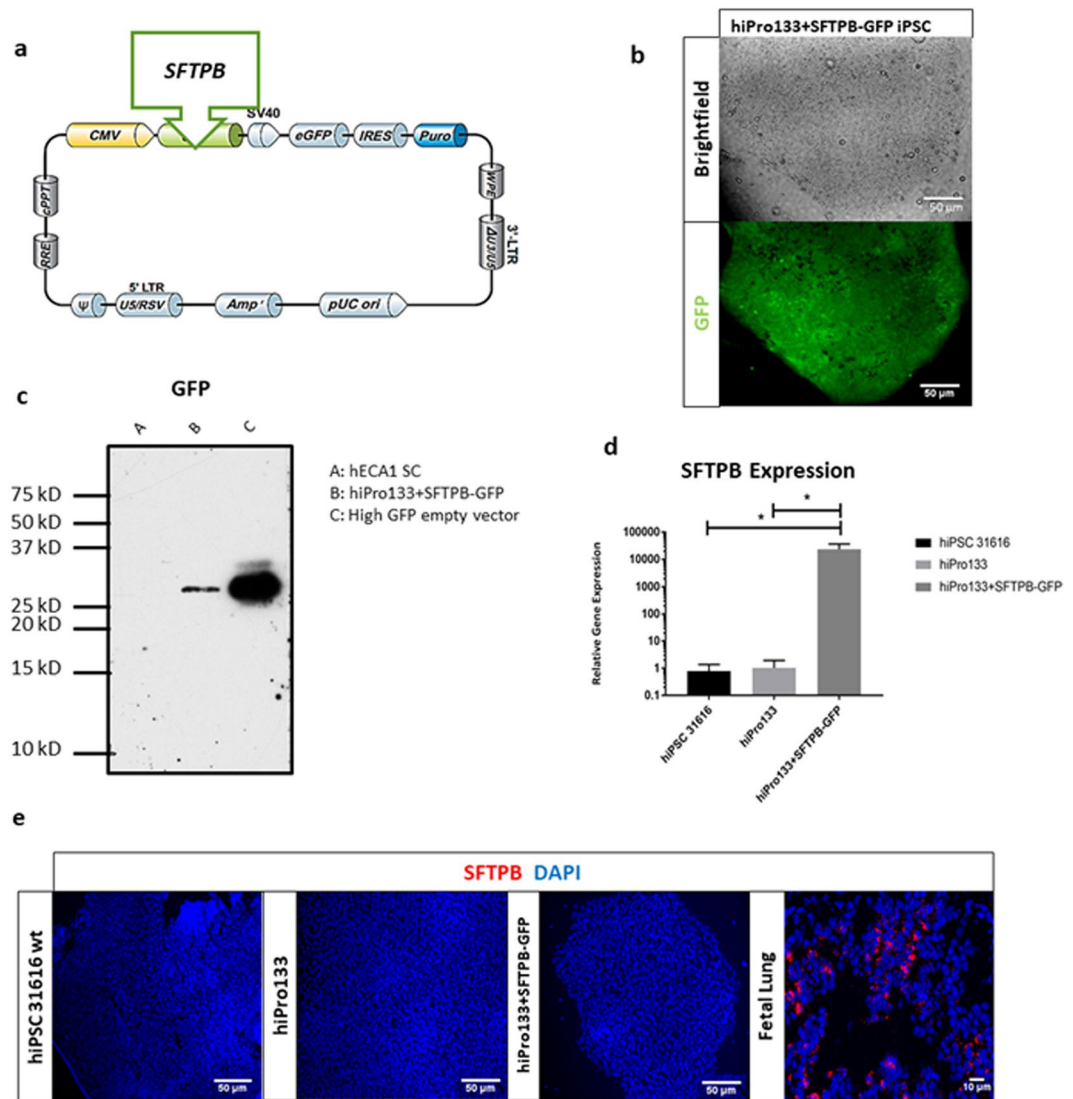 a
SFTPB
SV40
CMV
eGFP
IRES
Puro
cPPT
WPE
RRE
ΔU3/U5
3'-LTR
5' LTR
Ψ
U5/RSV
Amp r
pUC ori
b
hiPro133+SFTPB-GFP iPSC
Brightfield
50 µm
GFP
50 µm
c
GFP
A
B
C
75 kD
50 kD
37 kD
25 kD
20 kD
15 kD
10 kD
A: hECA1 SC
B: hiPro133+SFTPB-GFP
C: High GFP empty vector
d
SFTPB Expression
*
*
Relative Gene Expression
100000
10000
1000
100
10
1
0.1
hiPSC 31616
hiPro133
hiPro133+SFTPB-GFP
hiPSC 31616
hiPro133
hiPro133+SFTPB-GFP
e
SFTPB DAPI
hiPSC 31616 wt
50 µm
hiPro133
50 µm
hiPro133+SFTPB-GFP
50 µm
Fetal Lung
10 µm